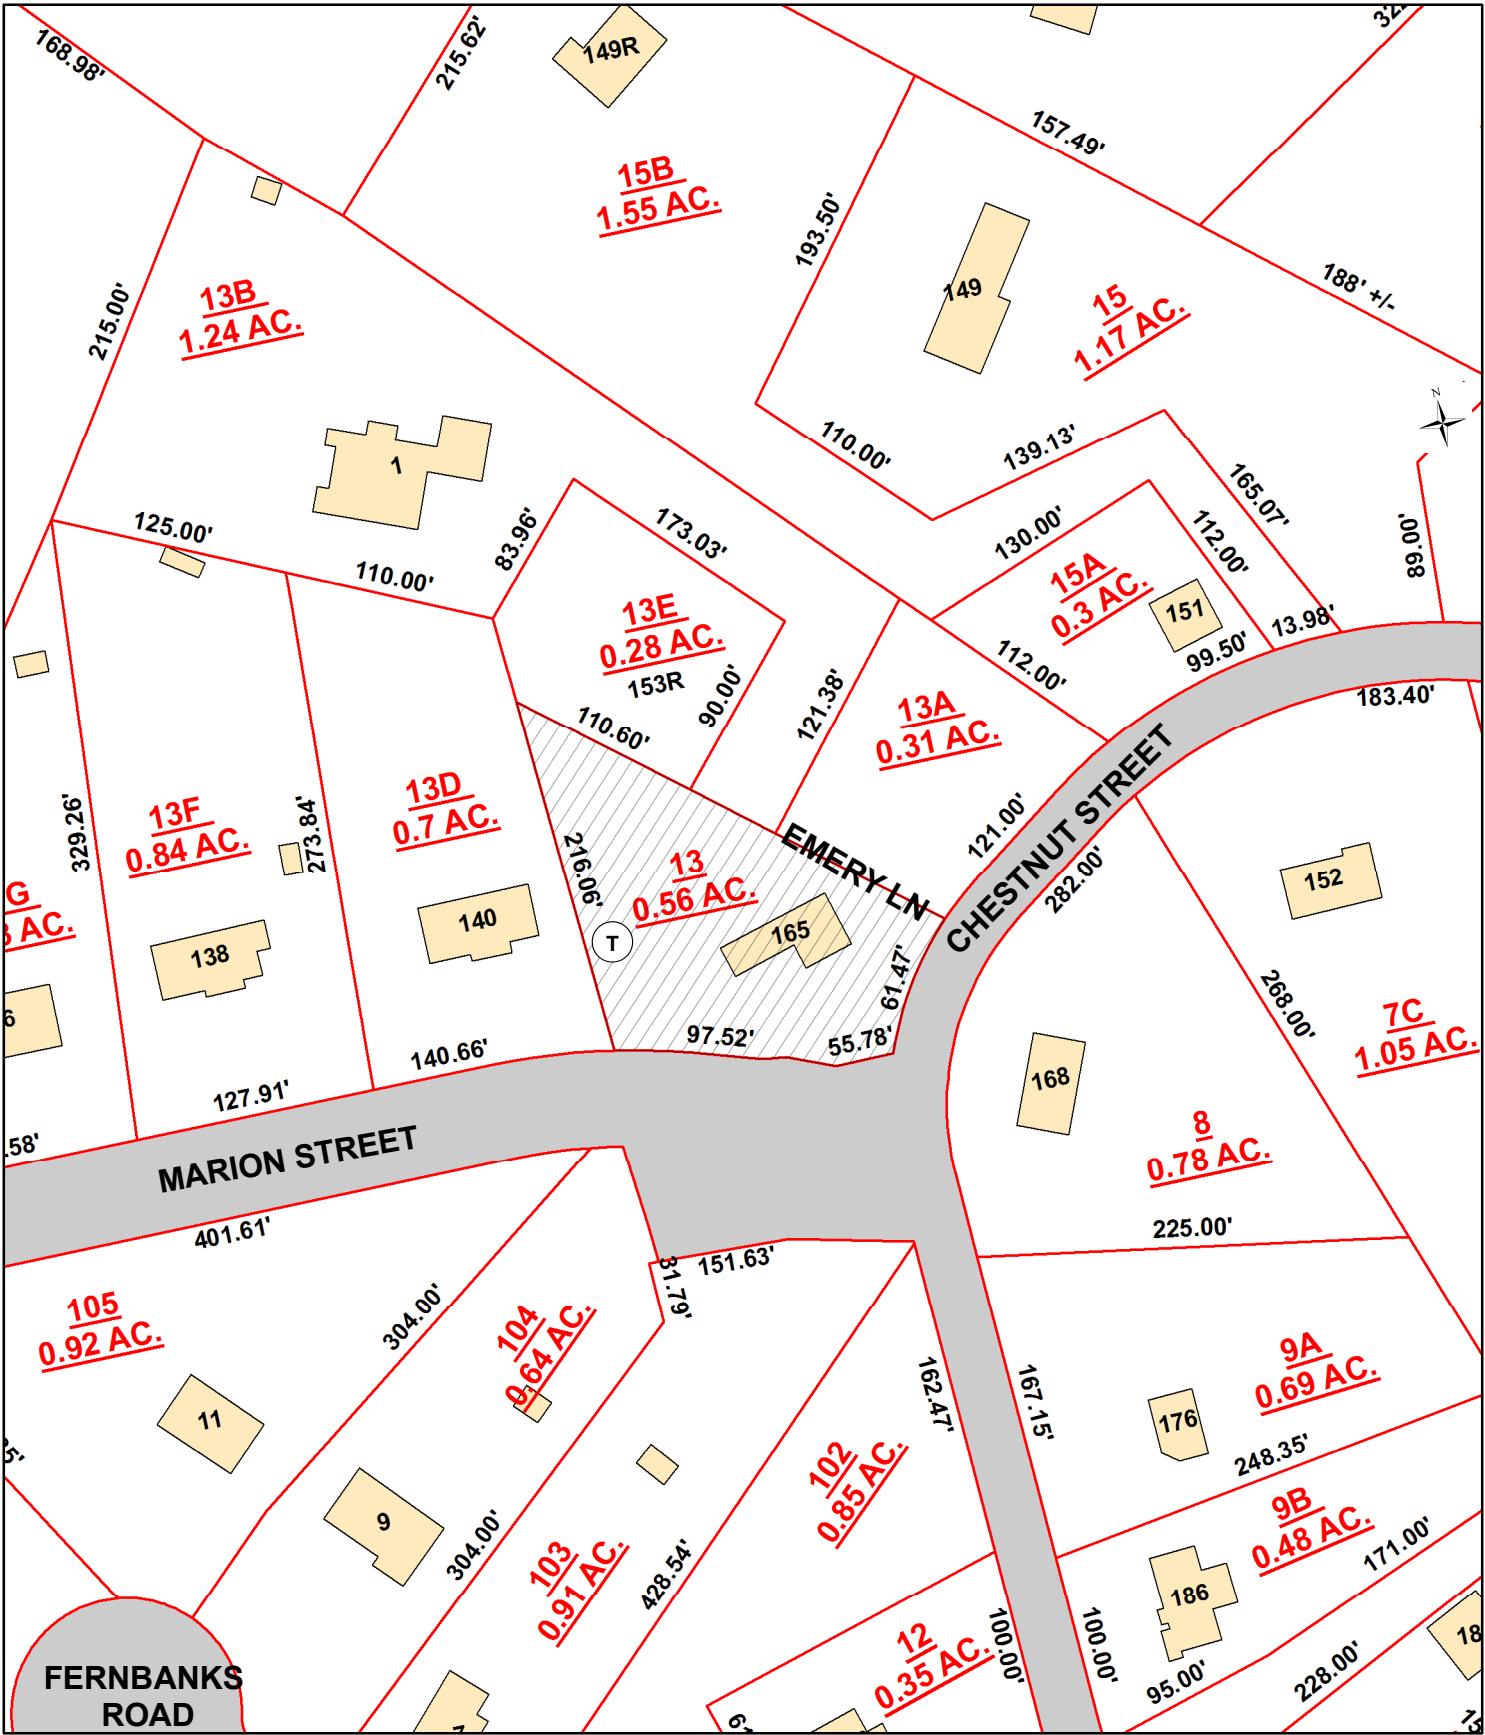 168.98'
215.62'
149R
157.49'
15B
1.55 AC.
193.50'
149
15
1.17 AC.
188' +/-
N
215.00'
13B
1.24 AC.
1
110.00'
139.13'
165.07'
89.00'
125.00'
110.00'
83.96'
173.03'
130.00'
112.00'
15A
0.3 AC.
151
99.50'
13.98'
13E
0.28 AC.
153R
90.00'
110.60'
121.38'
112.00'
13A
0.31 AC.
183.40'
329.26'
13F
0.84 AC.
273.84'
13D
0.7 AC.
216.06'
13
0.56 AC.
EMERY LN
121.00'
CHESTNUT STREET
282.00'
152
G
AC.
138
140
T
165
61.47'
268.00'
7C
1.05 AC.
6
97.52'
55.78'
168
140.66'
127.91'
.58'
MARION STREET
8
0.78 AC.
225.00'
401.61'
151.63'
31.79'
105
0.92 AC.
304.00'
104
0.64 AC.
162.47'
167.15'
9A
0.69 AC.
11
176
248.35'
102
0.85 AC.
9
304.00'
103
0.91 AC.
428.54'
9B
0.48 AC.
171.00'
186
12
0.35 AC.
100.00'
100.00'
95.00'
228.00'
18
FERNBANKS
ROAD